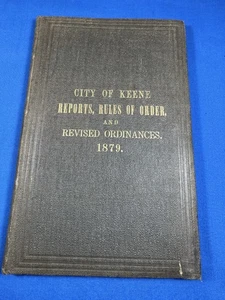 CITY OF KEENE
REPORTS, RULES OF ORDER,
AND
REVISED ORDINANCES,
1879.